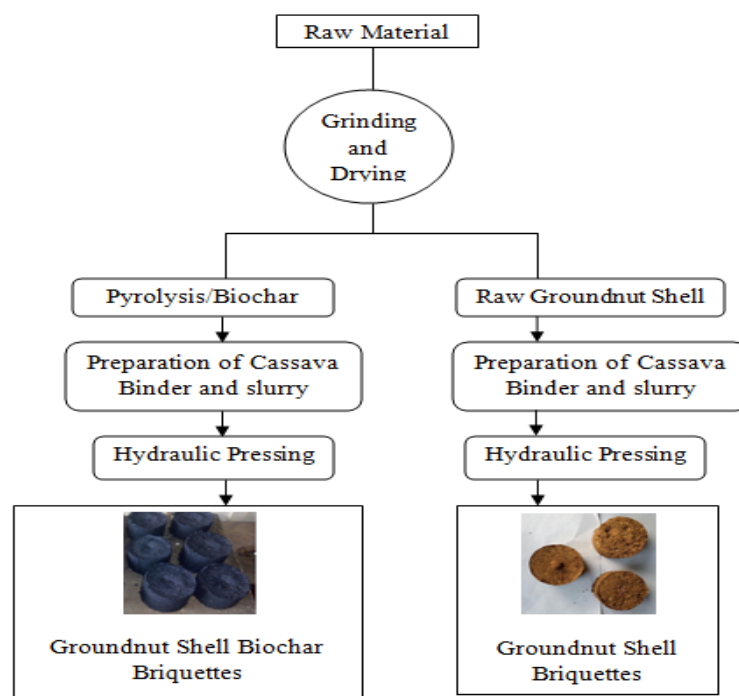 Raw Material
Grinding
and
Drying
Pyrolysis/Biochar
Raw Groundnut Shell
Preparation of Cassava
Binder and slurry
Preparation of Cassava
Binder and slurry
Hydraulic Pressing
Hydraulic Pressing
Groundnut Shell Biochar
Briquettes
Groundnut Shell
Briquettes